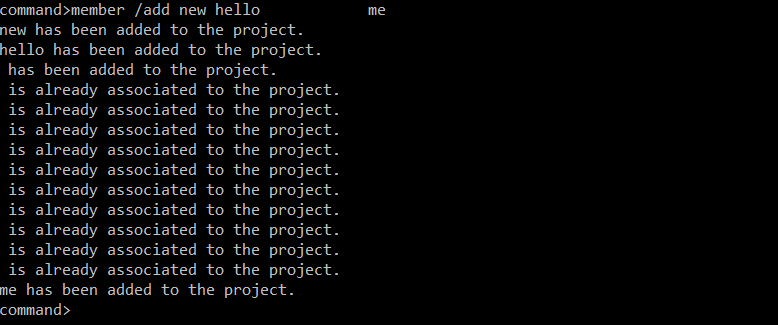 command>member /add new hello            me
new has been added to the project.
hello has been added to the project.
 has been added to the project.
 is already associated to the project.
 is already associated to the project.
 is already associated to the project.
 is already associated to the project.
 is already associated to the project.
 is already associated to the project.
 is already associated to the project.
 is already associated to the project.
 is already associated to the project.
 is already associated to the project.
me has been added to the project.
command>